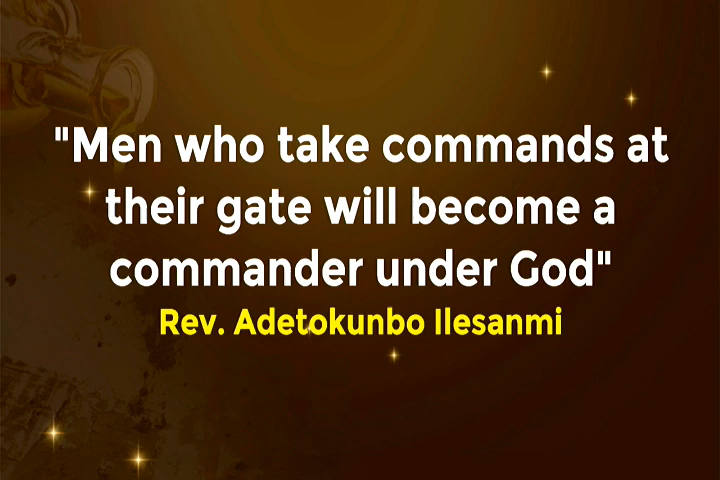 "Men who take commands at
their gate will become a
commander under God"
Rev. Adetokunbo Ilesanmi